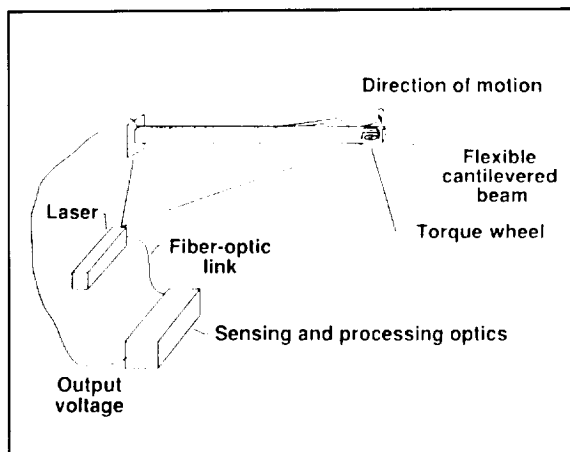 Direction of motion
Flexible
cantilevered
beam
Torque wheel
Laser
Fiber-optic
link
Sensing and processing optics
Output
voltage